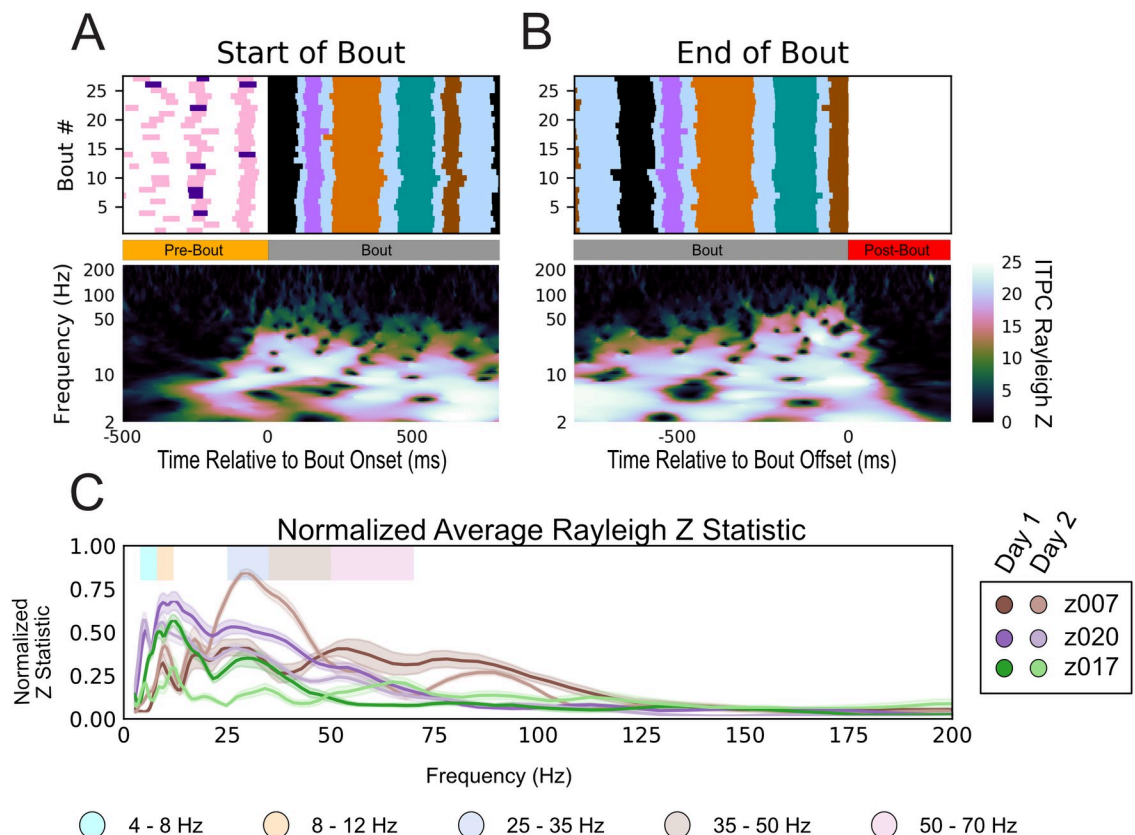 A
Start of Bout
B
End of Bout
Bout #
25
20
15
10
5
25
20
15
10
5
Pre-Bout
Bout
Bout
Post-Bout
Frequency (Hz)
200
100
50
10
2
200
100
50
10
2
-500
0
500
-500
0
Time Relative to Bout Onset (ms)
Time Relative to Bout Offset (ms)
25
20
15
10
5
0
ITPC Rayleigh Z
C
Normalized Average Rayleigh Z Statistic
Normalized
Z Statistic
1.00
0.75
0.50
0.25
0.00
0
25
50
75
100
125
150
175
200
Frequency (Hz)
Day 1
Day 2
z007
z020
z017
4 - 8 Hz
8 - 12 Hz
25 - 35 Hz
35 - 50 Hz
50 - 70 Hz